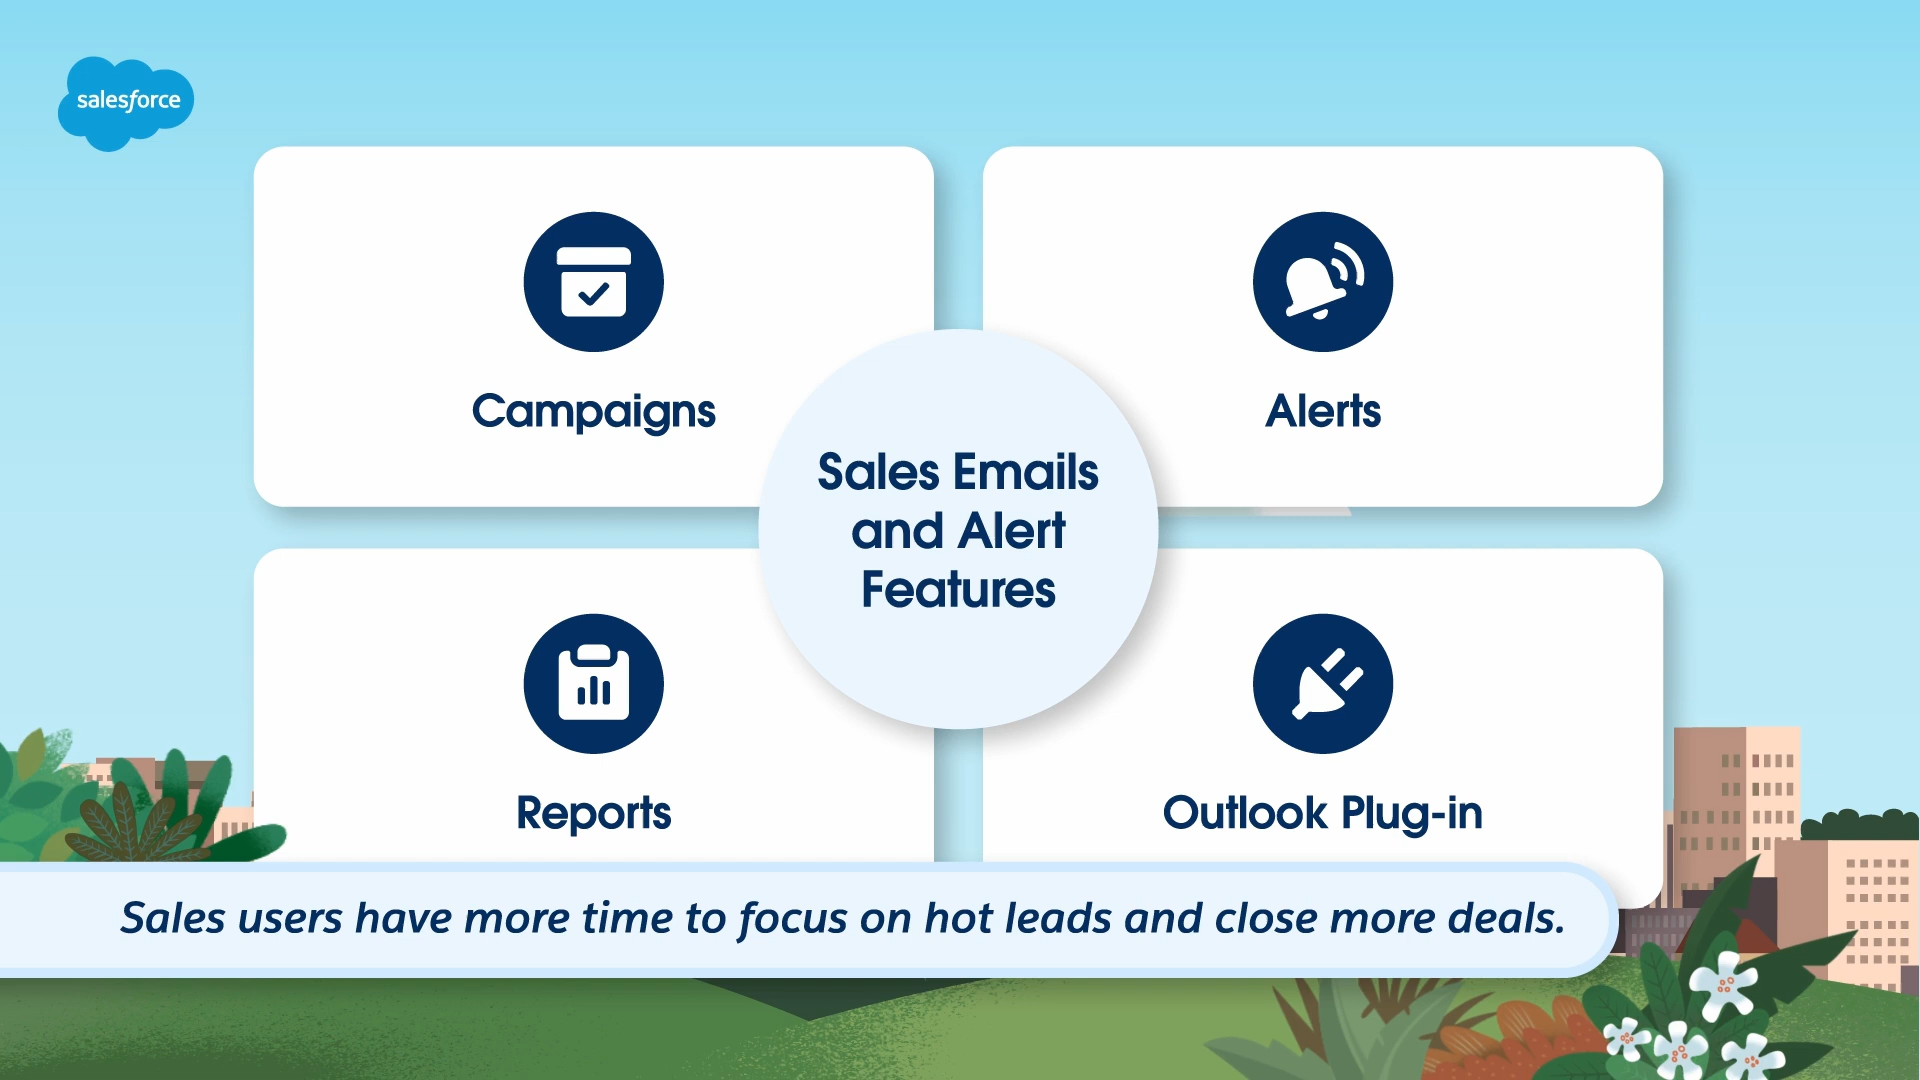 salesforce
Campaigns
Alerts
Sales Emails
and Alert
Features
Reports
Outlook Plug-in
Sales users have more time to focus on hot leads and close more deals.